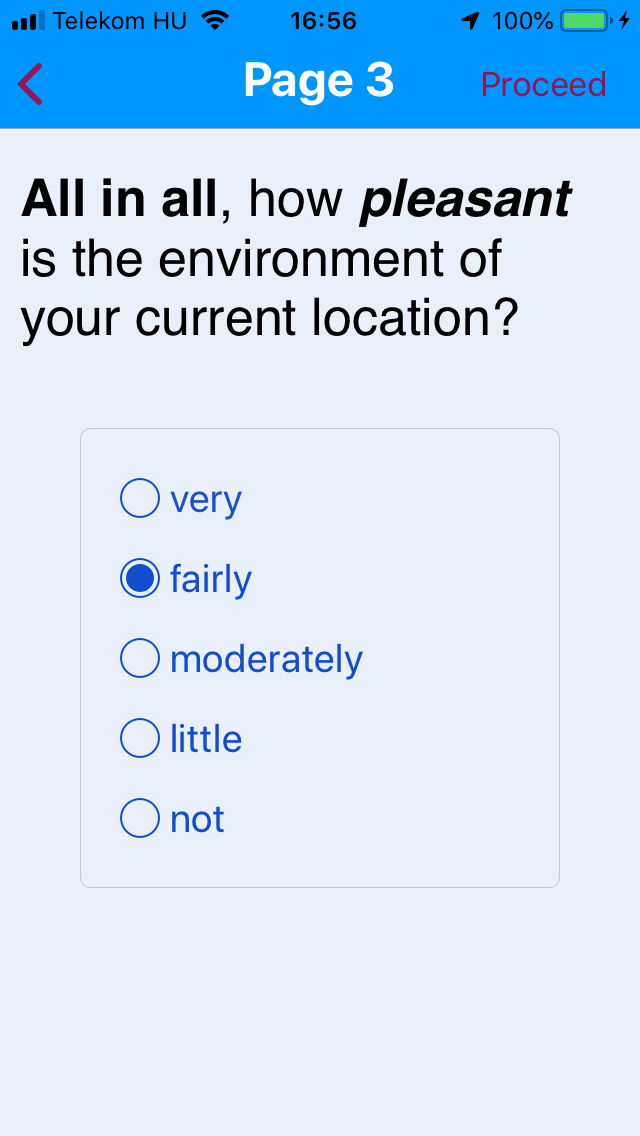 Telekom HU 16:56 100%
Page 3 Proceed
All in all, how pleasant
is the environment of
your current location?
very
fairly
moderately
little
not